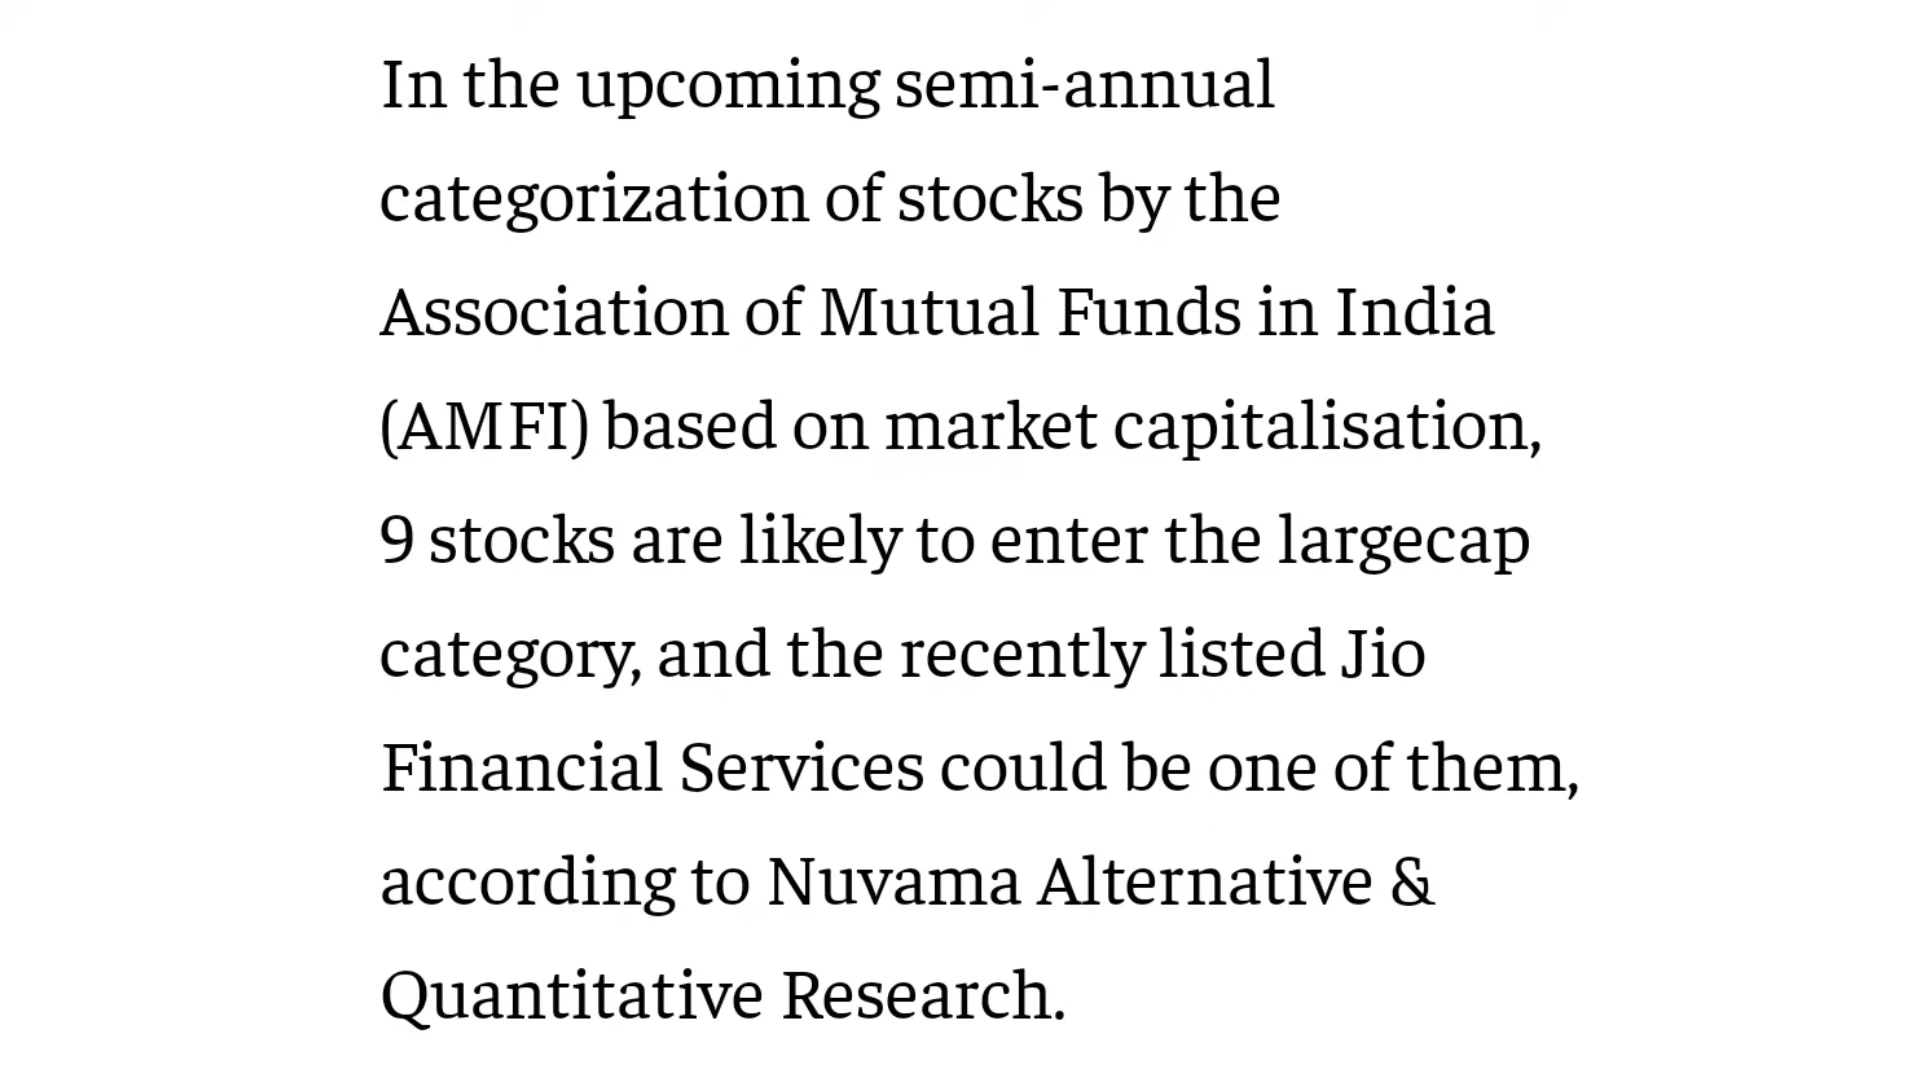 In the upcoming semi-annual
categorization of stocks by the
Association of Mutual Funds in India
(AMFI) based on market capitalisation,
9 stocks are likely to enter the largecap
category, and the recently listed Jio
Financial Services could be one of them,
according to Nuvama Alternative &
Quantitative Research.